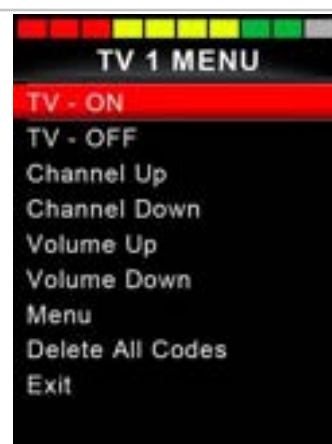 TV 1 MENU
TV - ON
TV - OFF
Channel Up
Channel Down
Volume Up
Volume Down
Menu
Delete All Codes
Exit